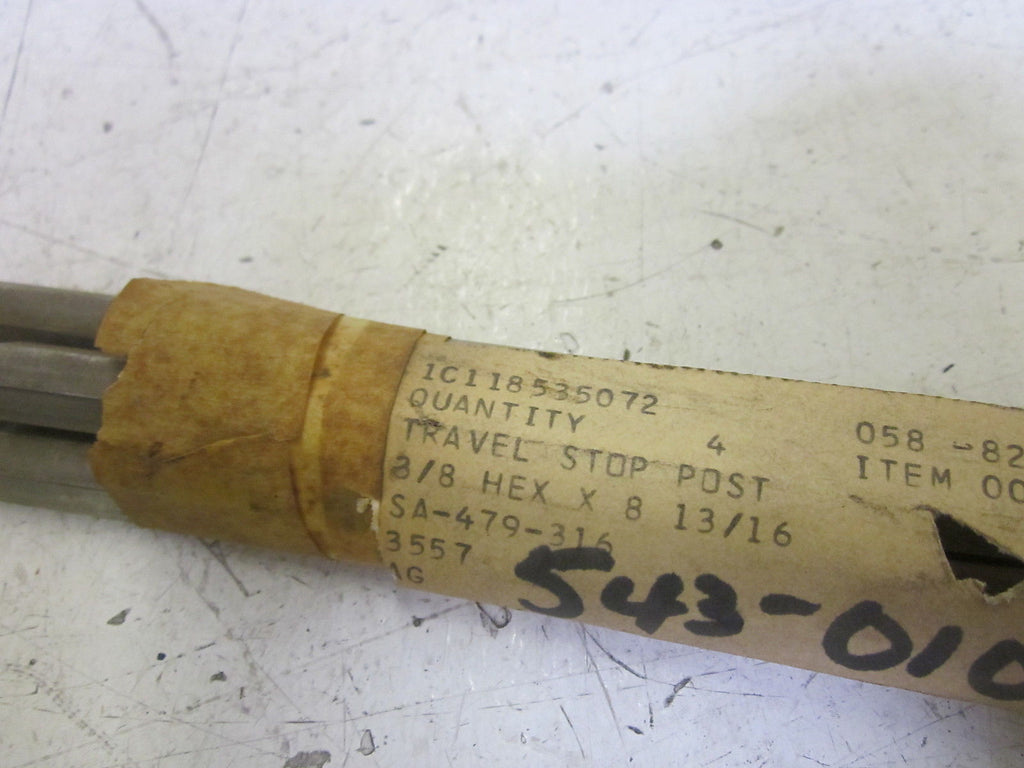 1C118535072
QUANTITY 4 058 -82
TRAVEL STOP POST ITEM 00
3/8 HEX X 8 13/16
SA-479-316
3557
AG
543-010